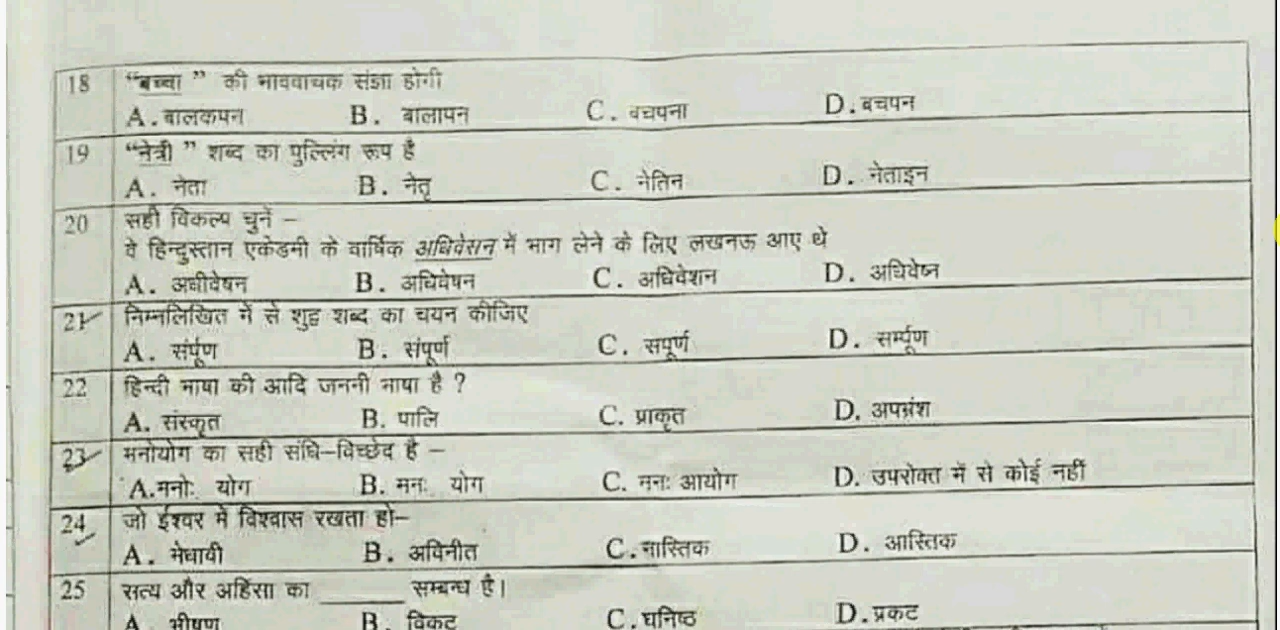 18 "बच्चा" की भाववाचक संज्ञा होगी
A. बालकपन B. बालापन C. बचपना D. बचपन
19 "नेत्री" शब्द का पुल्लिंग रूप है
A. नेता B. नेतृ C. नेतिन D. नेताइन
20 सही विकल्प चुनें –
वे हिन्दुस्तान एकेडमी के वार्षिक अधिवेसन में भाग लेने के लिए लखनऊ आए थे
A. अधीवेषन B. अधिवेषन C. अधिवेशन D. अधिवेष्न
21 निम्नलिखित में से शुद्ध शब्द का चयन कीजिए
A. संर्पूण B. संपूर्ण C. सपूर्ण D. सर्म्पूण
22 हिन्दी भाषा की आदि जननी भाषा है ?
A. संस्कृत B. पालि C. प्राकृत D. अपभ्रंश
23 मनोयोग का सही संधि–विच्छेद है –
A.मनोः योग B. मनः योग C. मनः आयोग D. उपरोक्त में से कोई नहीं
24 जो ईश्वर में विश्वास रखता हो–
A. मेधावी B. अविनीत C. नास्तिक D. आस्तिक
25 सत्य और अहिंसा का ______ सम्बन्ध है।
A. भीषण B. विकट C. घनिष्ठ D. प्रकट